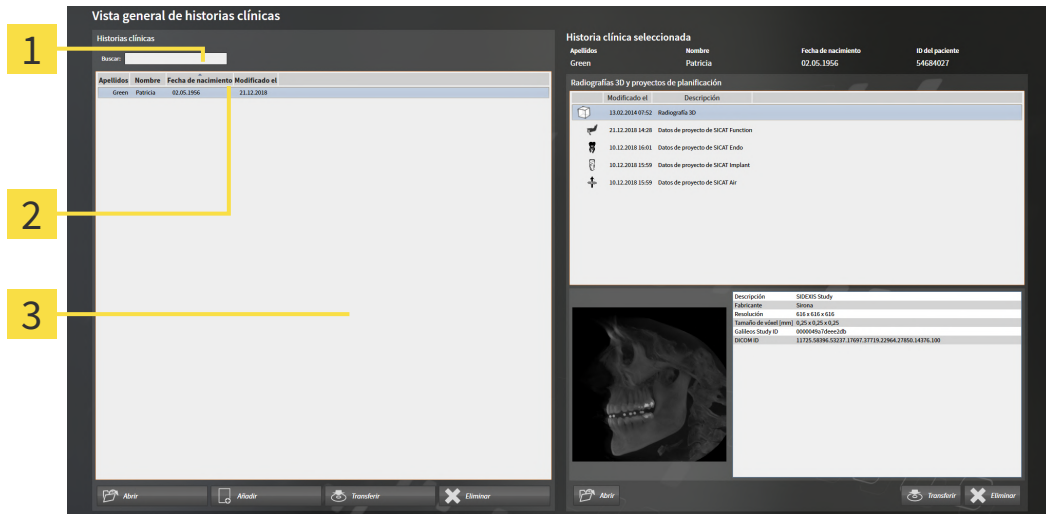 Vista general de historias clínicas
1
Historias clínicas
Buscar:
Apellidos Nombre Fecha de nacimiento Modificado el
Green Patricia 02.05.1956 21.12.2018
2
3
Abrir Añadir Transferir Eliminar
Historia clínica seleccionada
Apellidos Nombre Fecha de nacimiento ID del paciente
Green Patricia 02.05.1956 54684027
Radiografías 3D y proyectos de planificación
Modificado el Descripción
13.02.2014 07:52 Radiografía 3D
21.12.2018 14:28 Datos de proyecto de SICAT Function
10.12.2018 16:01 Datos de proyecto de SICAT Endo
10.12.2018 15:59 Datos de proyecto de SICAT Implant
10.12.2018 15:59 Datos de proyecto de SICAT Air
Descripción SIDEXIS Study
Fabricante Sirona
Resolución 616 x 616 x 616
Tamaño de vóxel [mm] 0,25 x 0,25 x 0,25
Galileos Study ID 0000049a7deee2db
DICOM ID 11725.58396.53237.17697.37719.22964.27850.14376.100
Abrir Transferir Eliminar